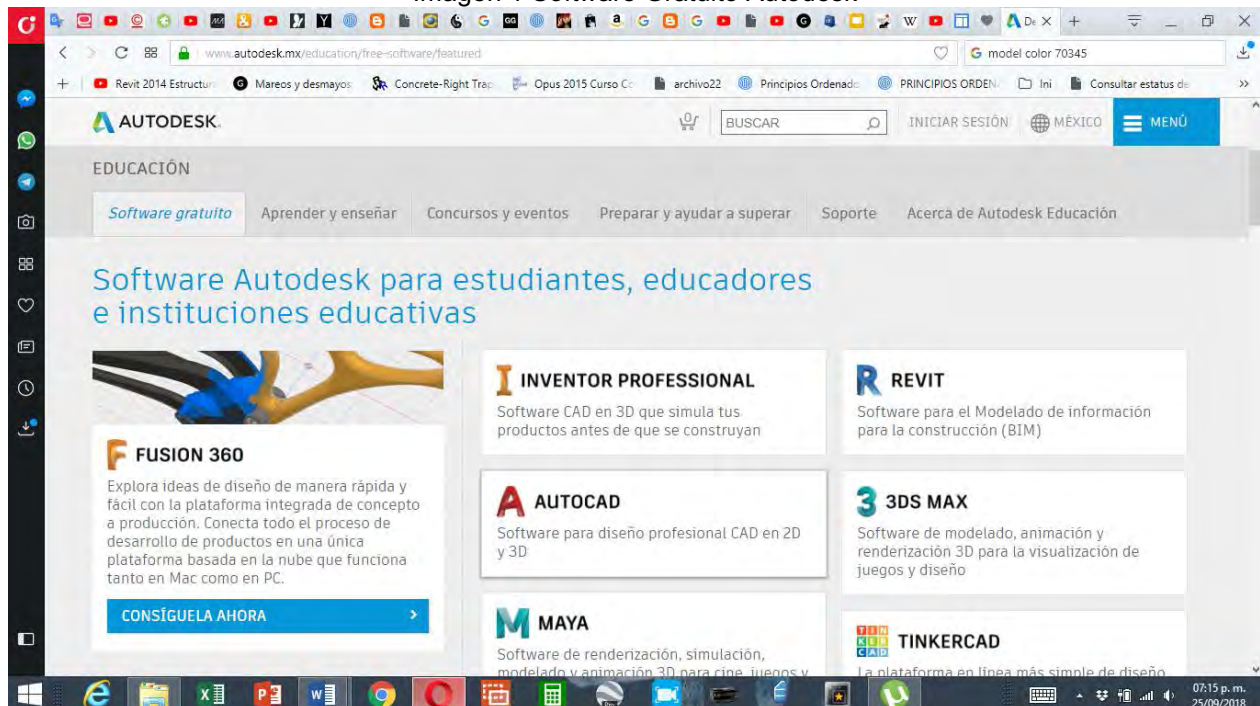 Imagen 1 Software Gratuito Autodesk
W De
www.autodesk.mx/education/free-software/featured
G model color 70345
Revit 2014 Estructur Mareos y desmayos Concrete-Right Trap Opus 2015 Curso archivo22 Principios Ordenad PRINCIPIOS ORDEN Ini Consultar estatus de
AUTODESK.
0
BUSCAR
INICIAR SESIÓN
MÉXICO
MENÚ
EDUCACIÓN
Software gratuito Aprender y enseñar Concursos y eventos Preparar y ayudar a superar Soporte Acerca de Autodesk Educación
Software Autodesk para estudiantes, educadores
e instituciones educativas
FUSION 360
Explora ideas de diseño de manera rápida y
fácil con la plataforma integrada de concepto
a producción. Conecta todo el proceso de
desarrollo de productos en una única
plataforma basada en la nube que funciona
tanto en Mac como en PC.
CONSÍGUELA AHORA
INVENTOR PROFESSIONAL
Software CAD en 3D que simula tus
productos antes de que se construyan
AUTOCAD
Software para diseño profesional CAD en 2D
y 3D
MAYA
Software de renderización, simulación,
modelado y animación 3D para cine, juegos y
REVIT
Software para el Modelado de información
para la construcción (BIM)
3DS MAX
Software de modelado, animación y
renderización 3D para la visualización de
juegos y diseño
TINKERCAD
La plataforma en línea más simple de diseño
07:15 p. m.
25/09/2018